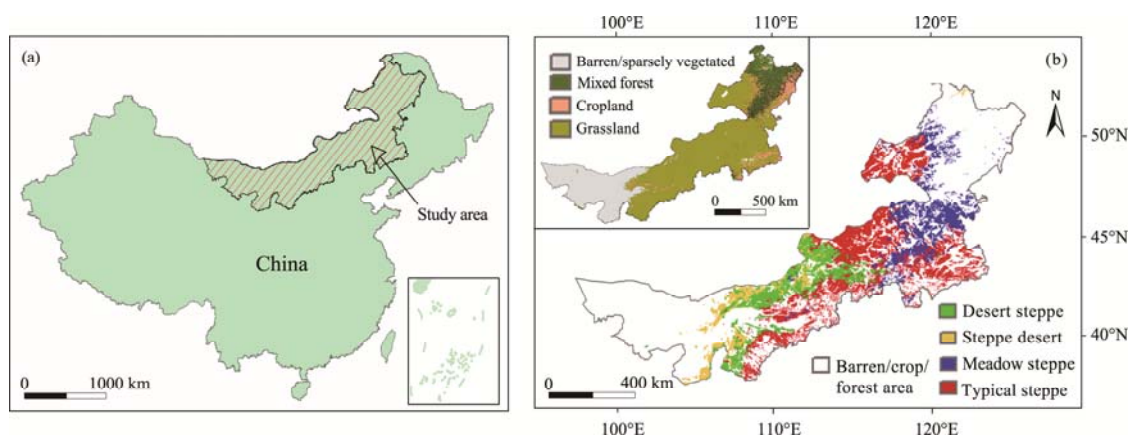 (a)
Study area
China
0 1000 km
100°E 110°E 120°E
(b)
Barren/sparsely vegetated
Mixed forest
Cropland
Grassland
0 500 km
N
50°N
45°N
40°N
Desert steppe
Steppe desert
Meadow steppe
Typical steppe
Barren/crop/
forest area
0 400 km
100°E 110°E 120°E